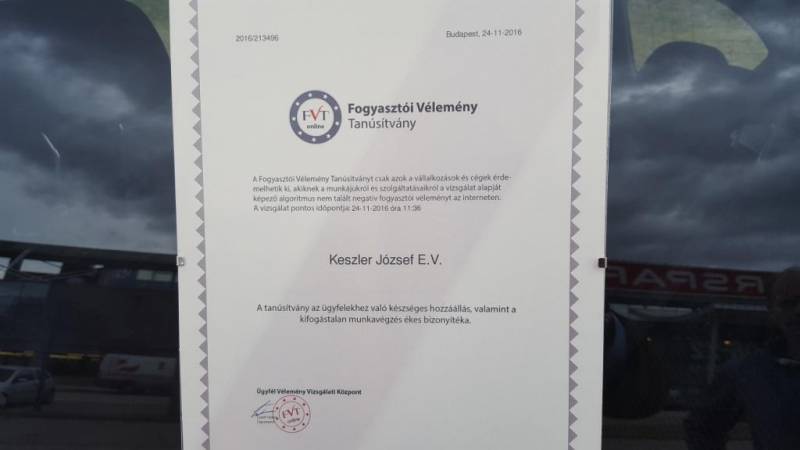 2016/213496
Budapest, 24-11-2016
FVT
online
Fogyasztói Vélemény
Tanúsítvány
A Fogyasztói Vélemény Tanúsítványt csak azok a vállalkozások és cégek érde-
melhetik ki, akiknek a munkájukról és szolgáltatásaikról a vizsgálat alapját
képező algoritmus nem talált negatív fogyasztói véleményt az interneten.
A vizsgálat pontos időpontja: 24-11-2016 óra 11:36
Keszler József E.V.
A tanúsítvány az ügyfelekhez való készséges hozzáállás, valamint a
kifogástalan munkavégzés ékes bizonyítéka.
Ügyfél Vélemény Vizsgálati Központ
FVT
online
RSPAR